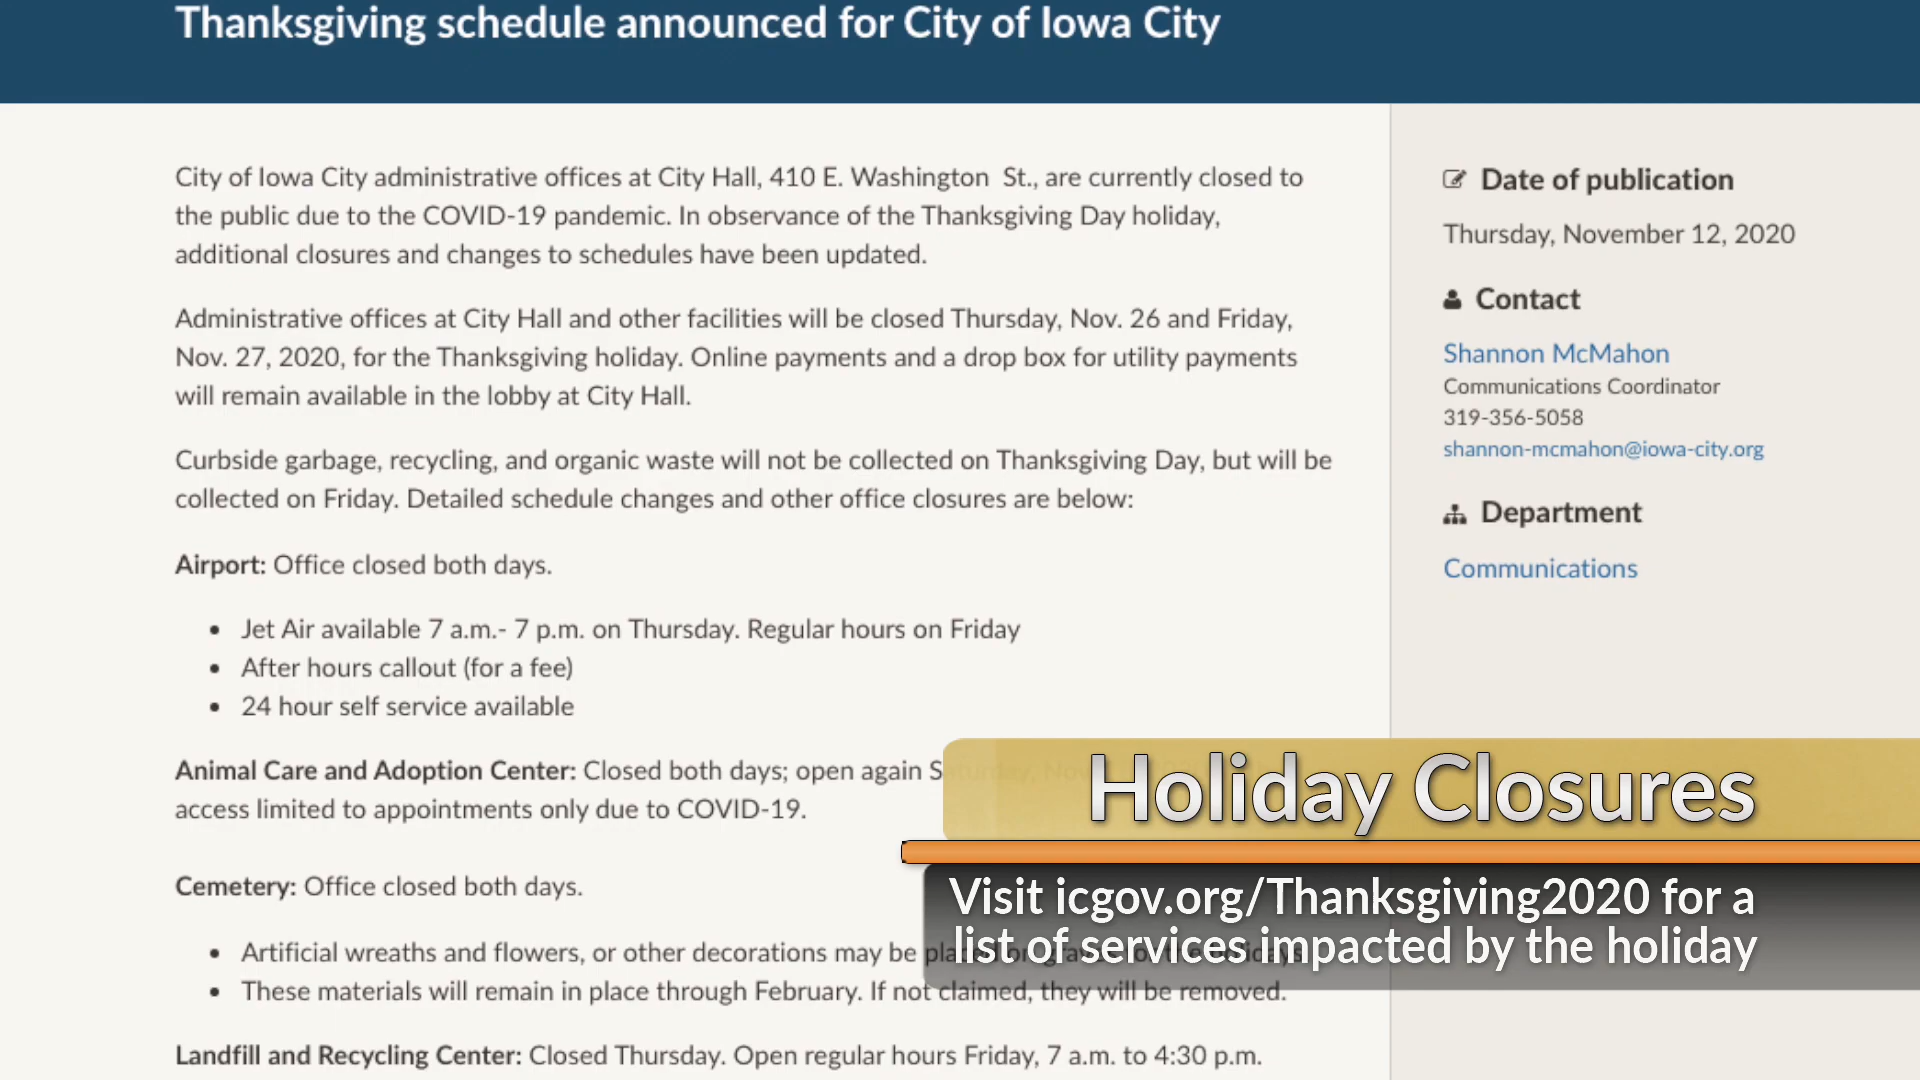 Thanksgiving schedule announced for City of Iowa City
City of Iowa City administrative offices at City Hall, 410 E. Washington St., are currently closed to
the public due to the COVID-19 pandemic. In observance of the Thanksgiving Day holiday,
additional closures and changes to schedules have been updated.
Administrative offices at City Hall and other facilities will be closed Thursday, Nov. 26 and Friday,
Nov. 27, 2020, for the Thanksgiving holiday. Online payments and a drop box for utility payments
will remain available in the lobby at City Hall.
Curbside garbage, recycling, and organic waste will not be collected on Thanksgiving Day, but will be
collected on Friday. Detailed schedule changes and other office closures are below:
Airport: Office closed both days.
• Jet Air available 7 a.m.- 7 p.m. on Thursday. Regular hours on Friday
• After hours callout (for a fee)
• 24 hour self service available
Animal Care and Adoption Center: Closed both days; open again Saturday, Nov.
access limited to appointments only due to COVID-19.
Cemetery: Office closed both days.
• Artificial wreaths and flowers, or other decorations may be
• These materials will remain in place through February. If not claimed, they will be removed.
Landfill and Recycling Center: Closed Thursday. Open regular hours Friday, 7 a.m. to 4:30 p.m.
Date of publication
Thursday, November 12, 2020
Contact
Shannon McMahon
Communications Coordinator
319-356-5058
shannon-mcmahon@iowa-city.org
Department
Communications
Holiday Closures
Visit icgov.org/Thanksgiving2020 for a
list of services impacted by the holiday